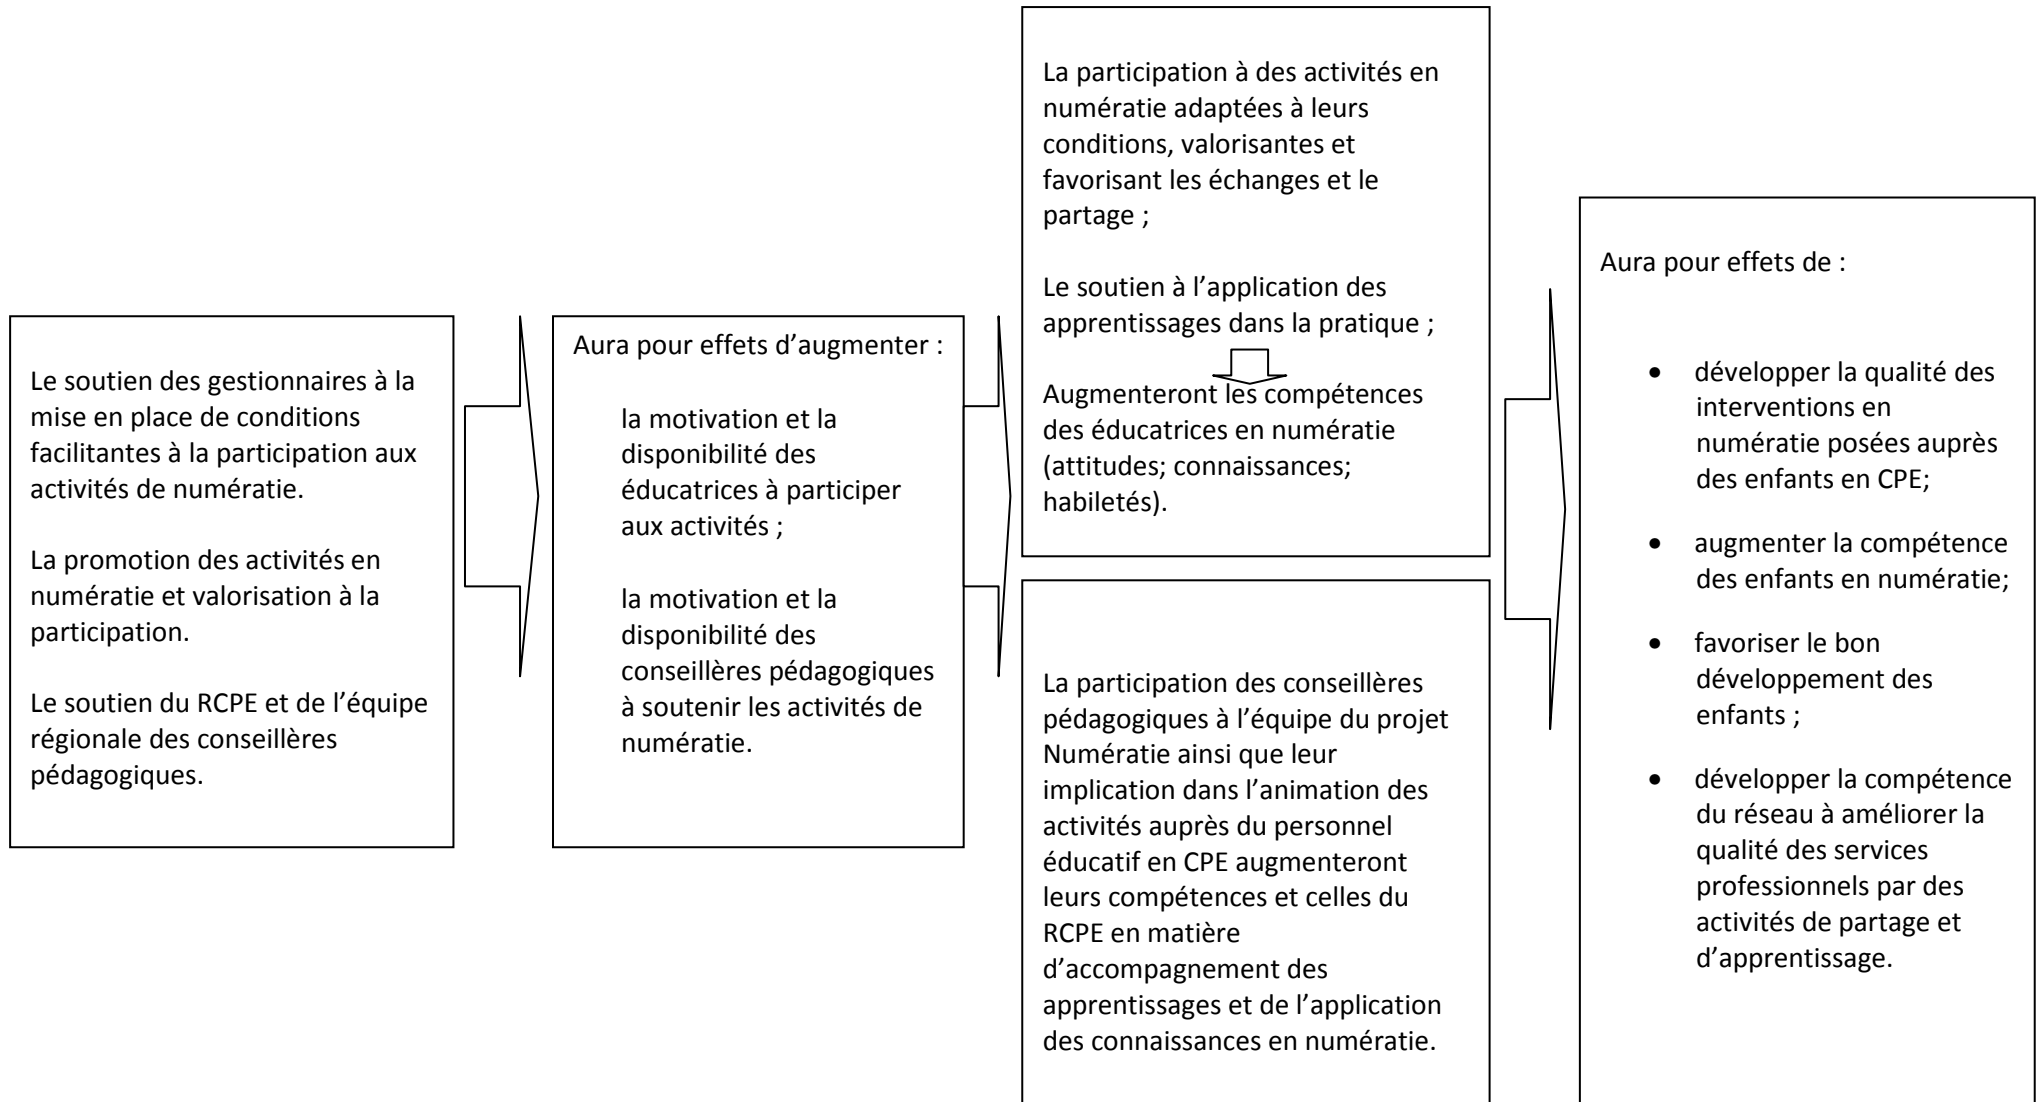 Le soutien des gestionnaires à la
mise en place de conditions
facilitantes à la participation aux
activités de numératie.
La promotion des activités en
numératie et valorisation à la
participation.
Le soutien du RCPE et de l’équipe
régionale des conseillères
pédagogiques.
Aura pour effets d’augmenter :
la motivation et la
disponibilité des
éducatrices à participer
aux activités ;
la motivation et la
disponibilité des
conseillères pédagogiques
à soutenir les activités de
numératie.
La participation à des activités en
numératie adaptées à leurs
conditions, valorisantes et
favorisant les échanges et le
partage ;
Le soutien à l’application des
apprentissages dans la pratique ;
Augmenteront les compétences
des éducatrices en numératie
(attitudes; connaissances;
habiletés).
La participation des conseillères
pédagogiques à l’équipe du projet
Numératie ainsi que leur
implication dans l’animation des
activités auprès du personnel
éducatif en CPE augmenteront
leurs compétences et celles du
RCPE en matière
d’accompagnement des
apprentissages et de l’application
des connaissances en numératie.
Aura pour effets de :
• développer la qualité des
interventions en
numératie posées auprès
des enfants en CPE;
• augmenter la compétence
des enfants en numératie;
• favoriser le bon
développement des
enfants ;
• développer la compétence
du réseau à améliorer la
qualité des services
professionnels par des
activités de partage et
d’apprentissage.